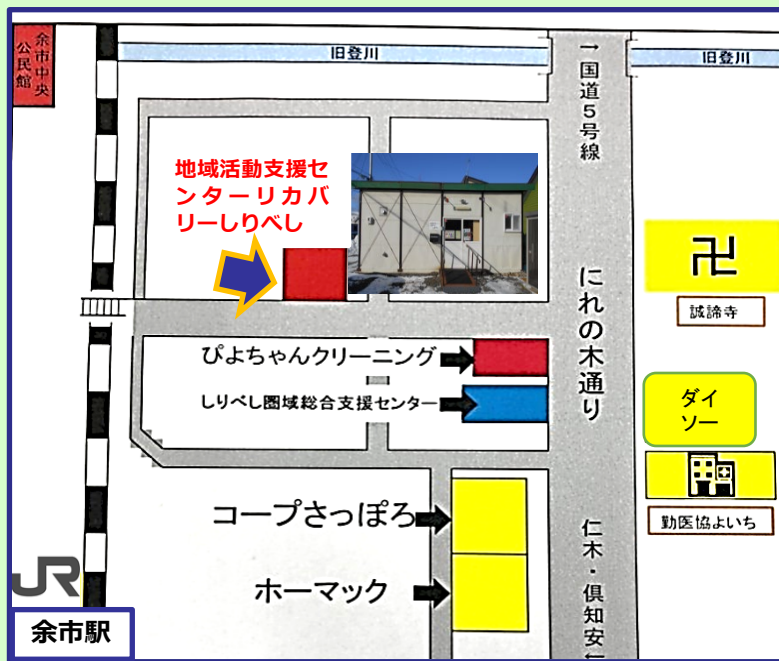 余市中央
公民館
旧登川
旧登川
→国道5号線
地域活動支援セ
ンターリカバ
リーしりべし
卍
誠諦寺
にれの木通り
ぴよちゃんクリーニング
しりべし圏域総合支援センター
ダイ
ソー
勤医協よいち
コープさっぽろ
ホーマック
仁木・倶知安
JR
余市駅